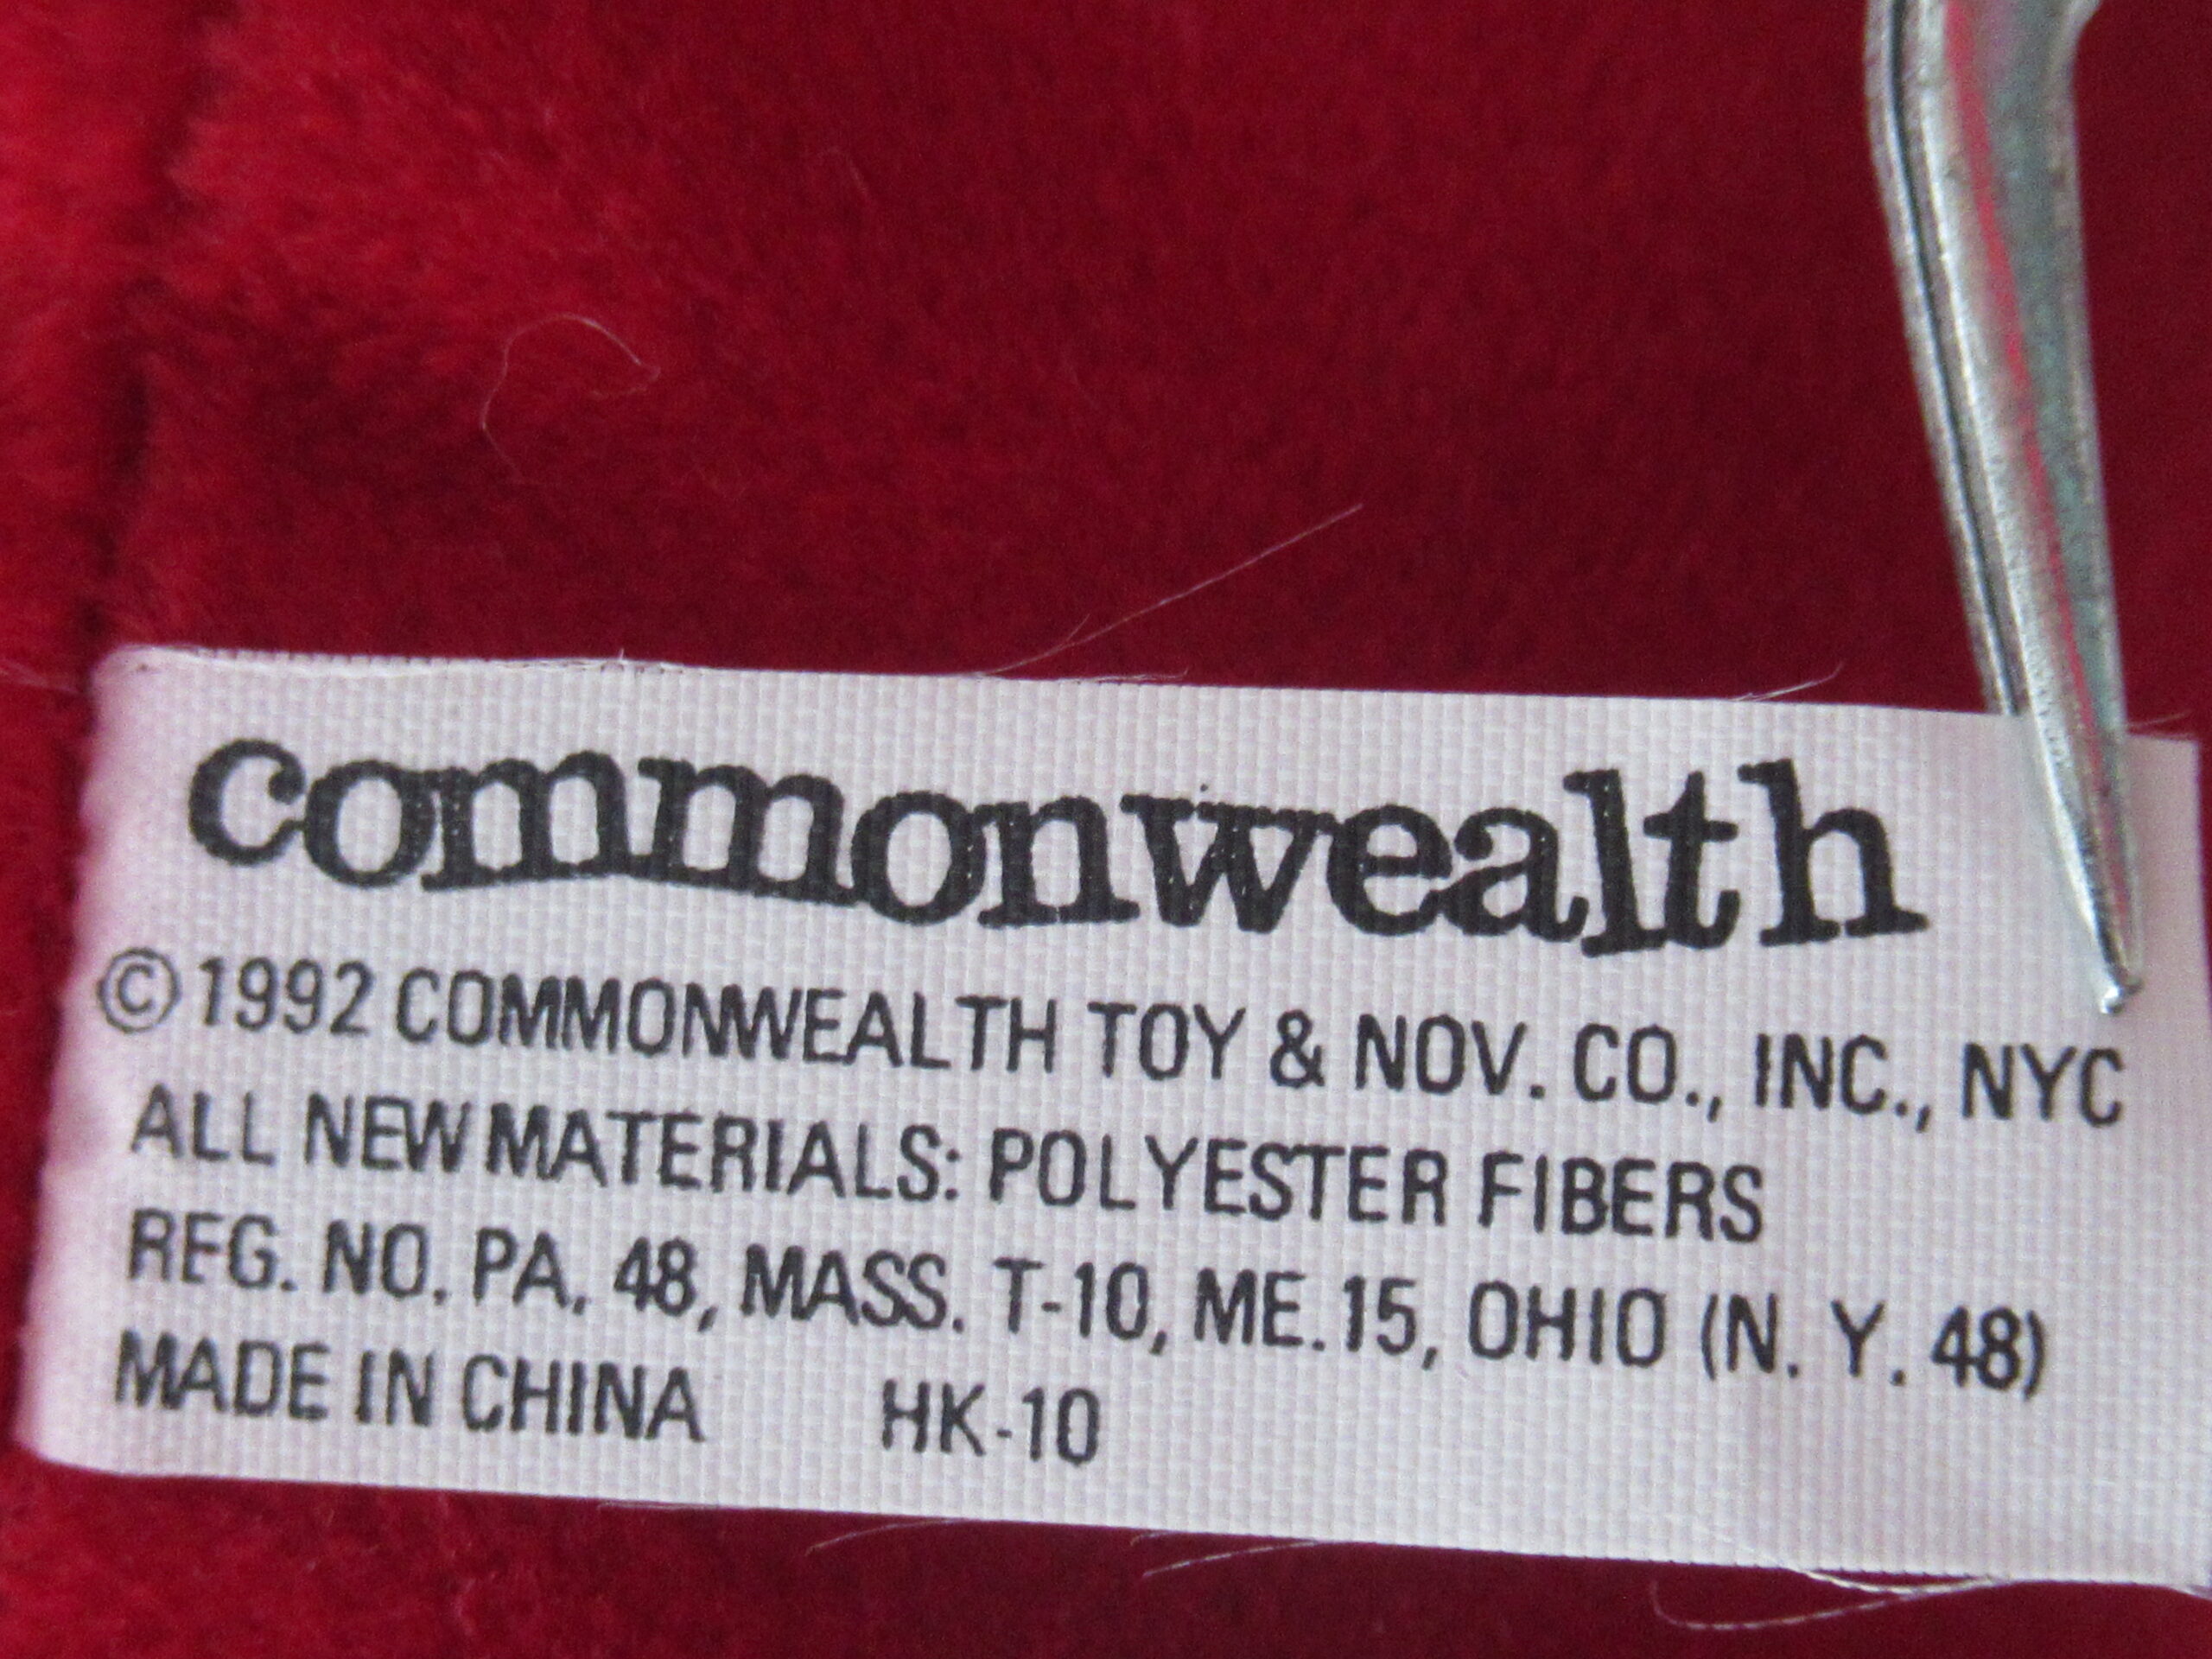 commonwealth
©1992 COMMONWEALTH TOY & NOV. CO., INC., NYC
ALL NEW MATERIALS: POLYESTER FIBERS
REG. NO. PA. 48, MASS. T-10, ME. 15, OHIO (N. Y. 48)
MADE IN CHINA HK-10